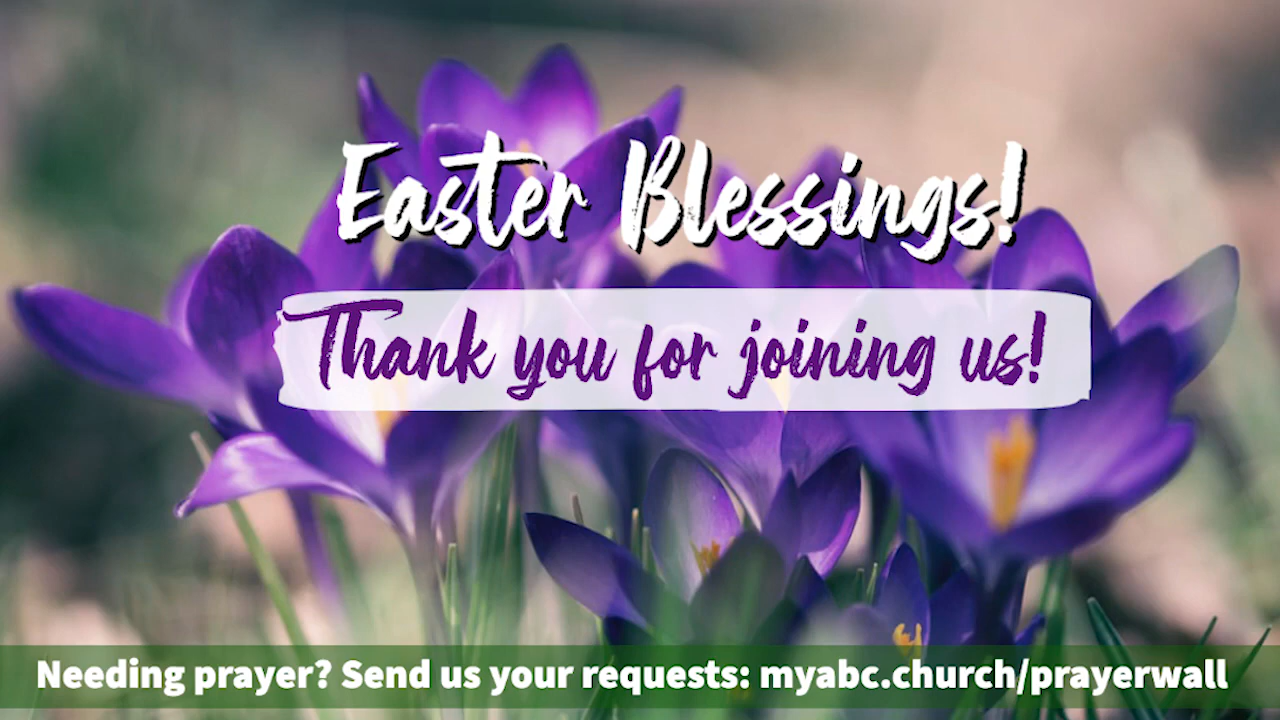 Easter Blessings!
Thank you for joining us!
Needing prayer? Send us your requests: myabc.church/prayerwall